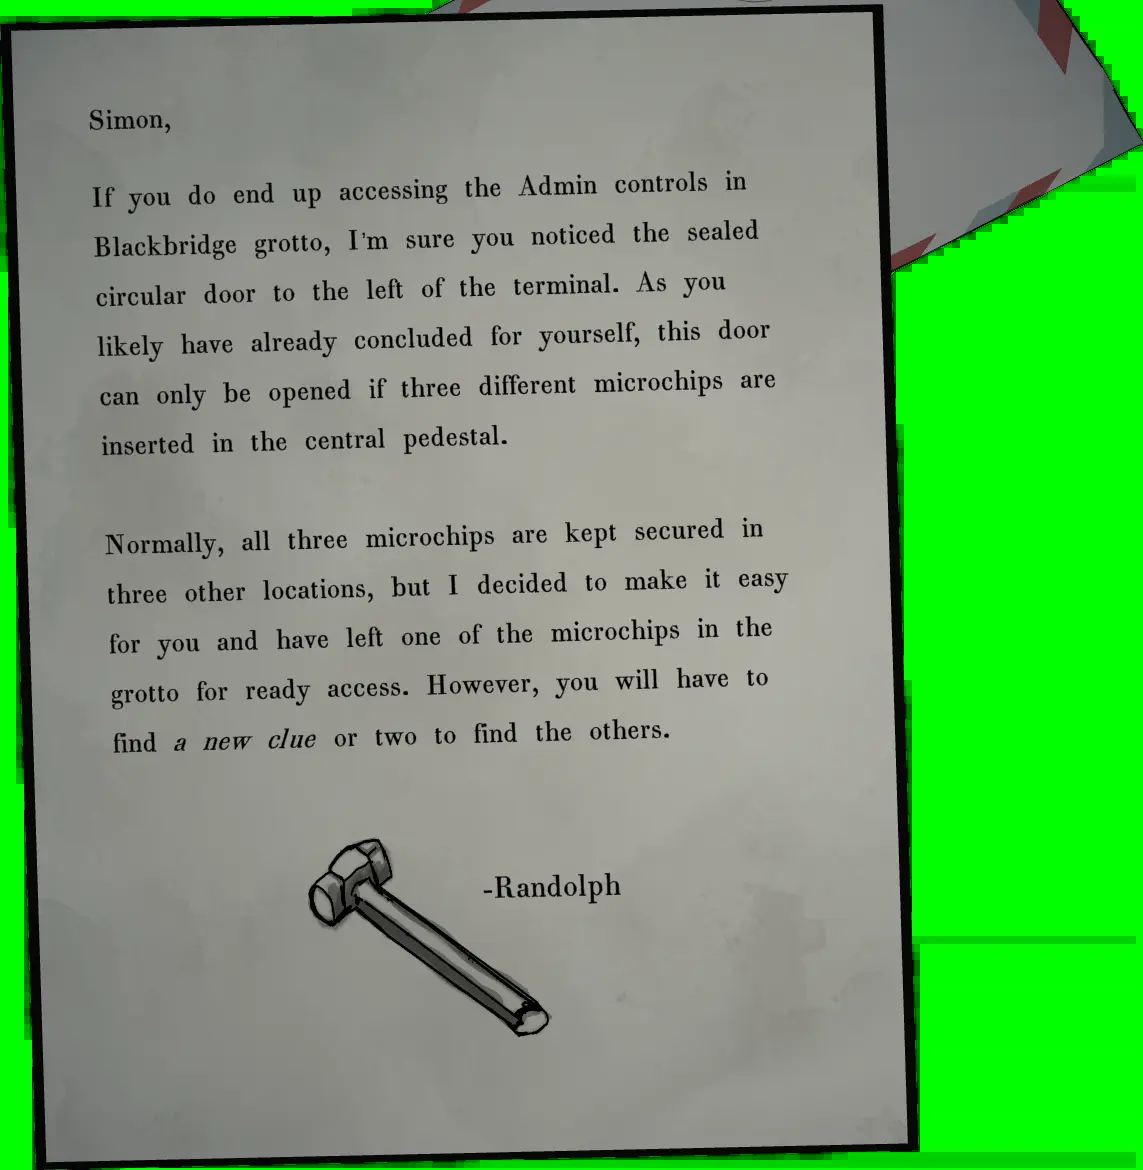 Simon,
If you do end up accessing the Admin controls in
Blackbridge grotto, I'm sure you noticed the sealed
circular door to the left of the terminal. As you
likely have already concluded for yourself, this door
can only be opened if three different microchips are
inserted in the central pedestal.
Normally, all three microchips are kept secured in
three other locations, but I decided to make it easy
for you and have left one of the microchips in the
grotto for ready access. However, you will have to
find a new clue or two to find the others.
-Randolph